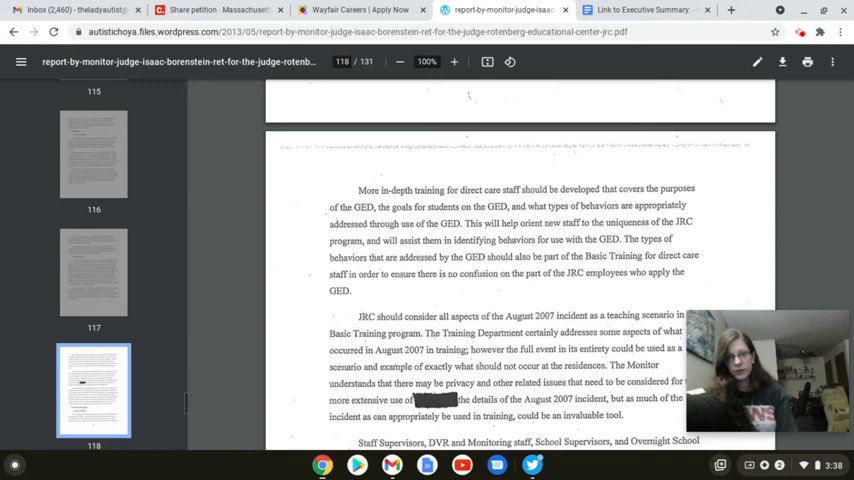 Inbox (2,460) - theladyautist@
Share petition · Massachusett
Wayfair Careers | Apply Now
report-by-monitor-judge-isaac-
Link to Executive Summary: - 
autistichoya.files.wordpress.com/2013/05/report-by-monitor-judge-isaac-borenstein-ret-for-the-judge-rotenberg-educational-center-jrc.pdf
report-by-monitor-judge-isaac-borenstein-ret-for-the-judge-rotenb...
118 / 131
100%
115
116
117
118
More in-depth training for direct care staff should be developed that covers the purposes
of the GED, the goals for students on the GED, and what types of behaviors are appropriately
addressed through use of the GED. This will help orient new staff to the uniqueness of the JRC
program, and will assist them in identifying behaviors for use with the GED. The types of
behaviors that are addressed by the GED should also be part of the Basic Training for direct care
staff in order to ensure there is no confusion on the part of the JRC employees who apply the
GED.
JRC should consider all aspects of the August 2007 incident as a teaching scenario in
Basic Training program. The Training Department certainly addresses some aspects of what
occurred in August 2007 in training; however the full event in its entirety could be used as a
scenario and example of exactly what should not occur at the residences. The Monitor
understands that there may be privacy and other related issues that need to be considered for
more extensive use of the details of the August 2007 incident, but as much of the
incident as can appropriately be used in training, could be an invaluable tool.
Staff Supervisors, DVR and Monitoring staff, School Supervisors, and Overnight School
3:38